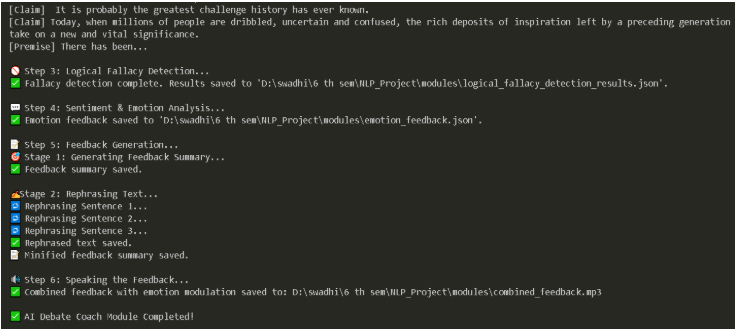 [Claim]  It is probably the greatest challenge history has ever known.
[Claim] Today, when millions of people are dribbled, uncertain and confused, the rich deposits of inspiration left by a preceding generation
take on a new and vital significance.
[Premise] There has been...
🚫 Step 3: Logical Fallacy Detection...
✅ Fallacy detection complete. Results saved to 'D:\swadhi\6 th sem\NLP_Project\modules\logical_fallacy_detection_results.json'.
💬 Step 4: Sentiment & Emotion Analysis...
✅ Emotion feedback saved to 'D:\swadhi\6 th sem\NLP_Project\modules\emotion_feedback.json'.
📝 Step 5: Feedback Generation...
🎯 Stage 1: Generating Feedback Summary...
✅ Feedback summary saved.
✍Stage 2: Rephrasing Text...
🔁 Rephrasing Sentence 1...
🔁 Rephrasing Sentence 2...
🔁 Rephrasing Sentence 3...
✅ Rephrased text saved.
📝 Minified feedback summary saved.
🔊 Step 6: Speaking the Feedback...
✅ Combined feedback with emotion modulation saved to: D:\swadhi\6 th sem\NLP_Project\modules\combined_feedback.mp3
✅ AI Debate Coach Module Completed!